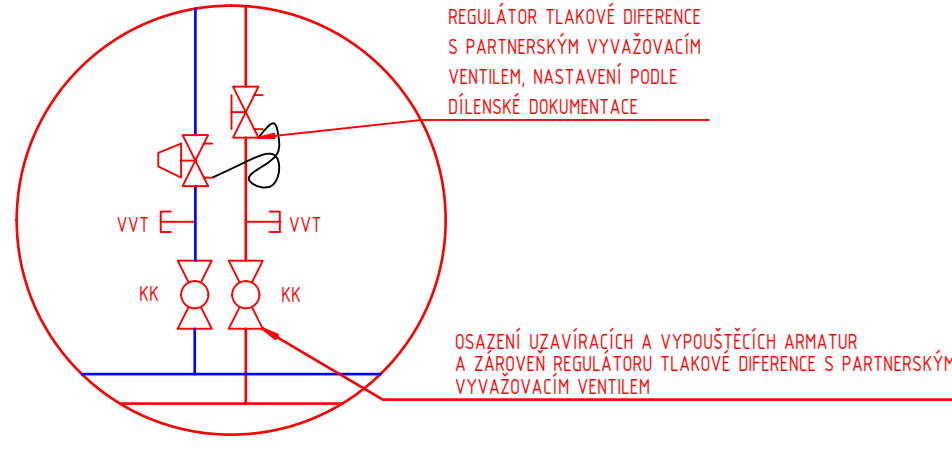 REGULÁTOR TLAKOVÉ DIFERENCE
S PARTNERSKÝM VYVAŽOVACÍM
VENTILEM, NASTAVENÍ PODLE
DÍLENSKÉ DOKUMENTACE
VVT
VVT
KK
KK
OSAZENÍ UZAVÍRACÍCH A VYPOUŠTĚCÍCH ARMATUR
A ZÁROVEŇ REGULÁTORU TLAKOVÉ DIFERENCE S PARTNERSKÝM
VYVAŽOVACÍM VENTILEM